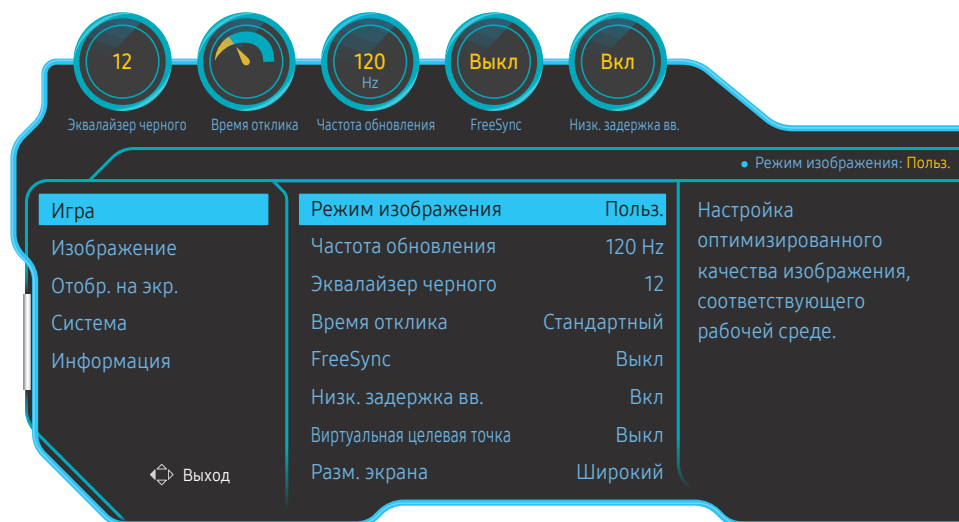 12
120
Hz
Выкл
Вкл
Эквалайзер черного
Время отклика
Частота обновления
FreeSync
Низк. задержка вв.
Режим изображения: Польз.
Игра
Изображение
Отобр. на экр.
Система
Информация
Выход
Режим изображения Польз.
Частота обновления 120 Hz
Эквалайзер черного 12
Время отклика Стандартный
FreeSync Выкл
Низк. задержка вв. Вкл
Виртуальная целевая точка Выкл
Разм. экрана Широкий
Настройка
оптимизированного
качества изображения,
соответствующего
рабочей среде.